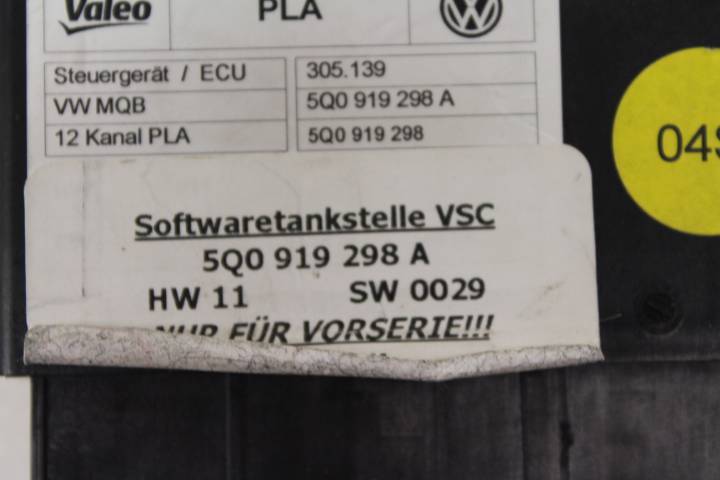 Valeo PLA
Steuergerät / ECU 305.139
VW MQB 5Q0 919 298 A
12 Kanal PLA 5Q0 919 298
04S
Softwaretankstelle VSC
5Q0 919 298 A
HW 11 SW 0029
NUR FÜR VORSERIE!!!